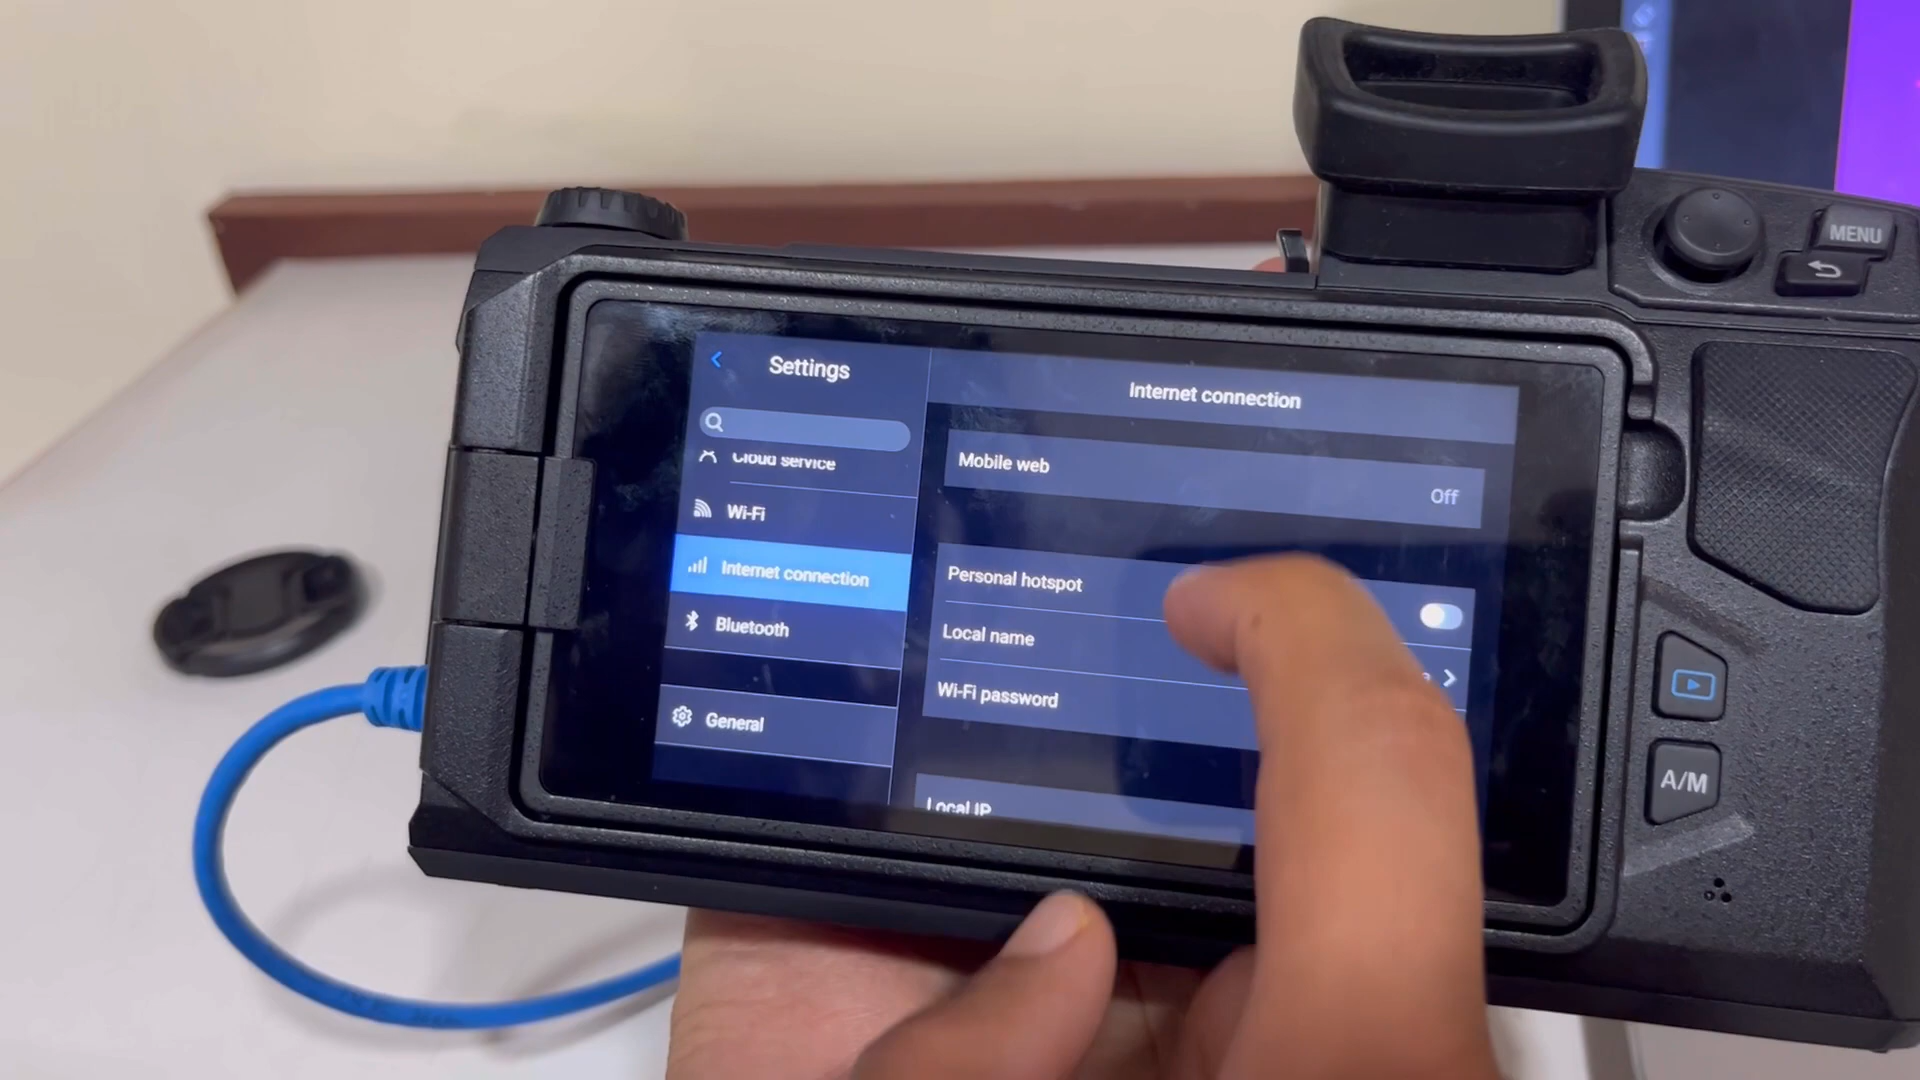 MENU
Settings
Cloud service
Wi-Fi
Internet connection
Bluetooth
General
Internet connection
Mobile web
Off
Personal hotspot
Local name
Wi-Fi password
Local IP
A/M